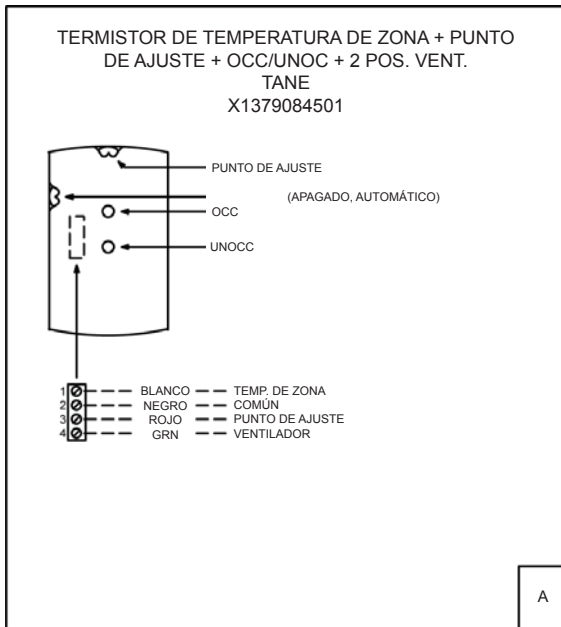 TERMISTOR DE TEMPERATURA DE ZONA + PUNTO
DE AJUSTE + OCC/UNOC + 2 POS. VENT.
TANE
X1379084501
PUNTO DE AJUSTE
(APAGADO, AUTOMÁTICO)
OCC
UNOCC
1 BLANCO TEMP. DE ZONA
2 NEGRO COMÚN
3 ROJO PUNTO DE AJUSTE
4 GRN VENTILADOR
A